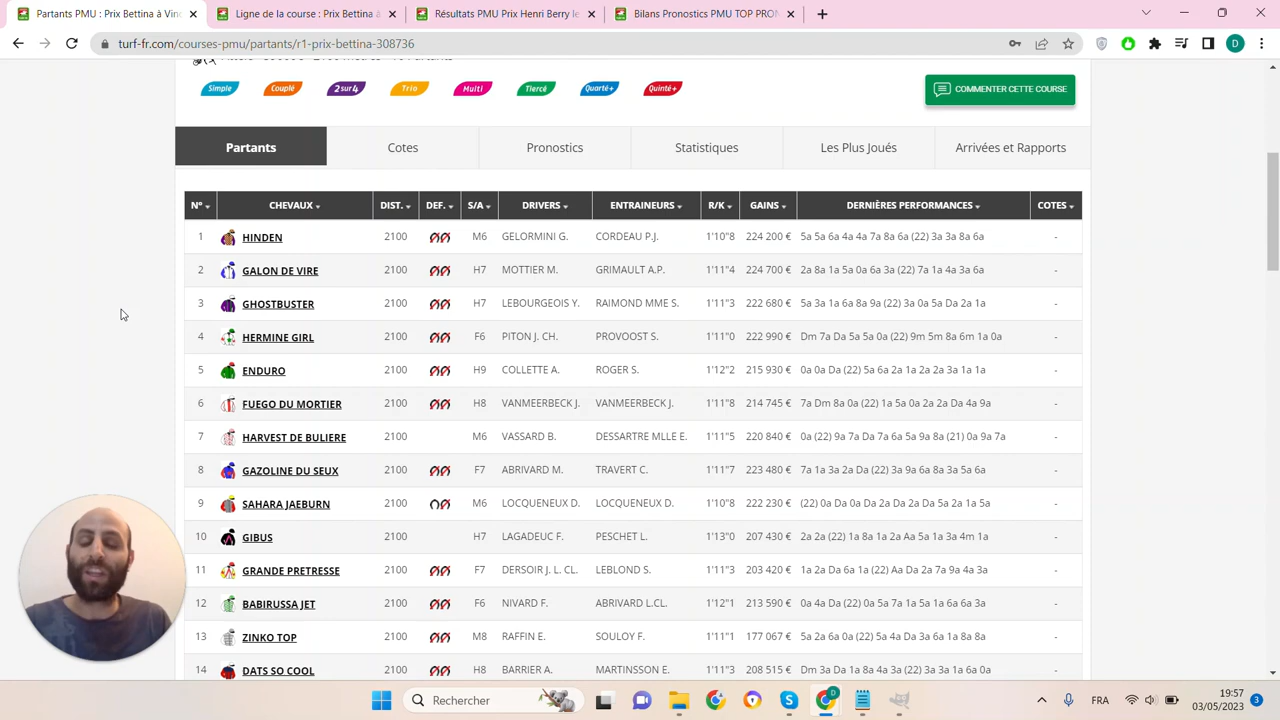 Partants PMU : Prix Bettina à Vinc
Ligne de la course : Prix Bettina à
Résultats PMU Prix Henri Berry le
Bilans Pronostics PMU TOP PRON
turf-fr.com/courses-pmu/partants/r1-prix-bettina-308736
D
Simple Couplé 2sur4 Trio Multi Tiercé Quarté+ Quinté+
COMMENTER CETTE COURSE
Partants Cotes Pronostics Statistiques Les Plus Joués Arrivées et Rapports
N° CHEVAUX DIST. DEF. S/A DRIVERS ENTRAINEURS R/K GAINS DERNIÈRES PERFORMANCES COTES
1 HINDEN 2100 M6 GELORMINI G. CORDEAU P.J. 1'10"8 224 200 € 5a 5a 6a 4a 4a 7a 8a 6a (22) 3a 3a 8a 6a -
2 GALON DE VIRE 2100 H7 MOTTIER M. GRIMAULT A.P. 1'11"4 224 700 € 2a 8a 1a 5a 0a 6a 3a (22) 7a 1a 4a 3a 6a -
3 GHOSTBUSTER 2100 H7 LEBOURGEOIS Y. RAIMOND MME S. 1'11"3 222 680 € 5a 3a 1a 6a 8a 9a (22) 3a 0a 5a Da 2a 1a -
4 HERMINE GIRL 2100 F6 PITON J. CH. PROVOOST S. 1'11"0 222 990 € Dm 7a Da 5a 5a 0a (22) 9m 5m 8a 6m 1a 0a -
5 ENDURO 2100 H9 COLLETTE A. ROGER S. 1'12"2 215 930 € 0a 0a Da (22) 5a 6a 2a 1a 2a 2a 3a 1a 1a -
6 FUEGO DU MORTIER 2100 H8 VANMEERBECK J. VANMEERBECK J. 1'11"8 214 745 € 7a Dm 8a 0a (22) 1a 5a 0a 2a 2a Da 4a 9a -
7 HARVEST DE BULIERE 2100 M6 VASSARD B. DESSARTRE MLLE E. 1'11"5 220 840 € 0a (22) 9a 7a Da 7a 6a 5a 9a 8a (21) 0a 9a 7a -
8 GAZOLINE DU SEUX 2100 F7 ABRIVARD M. TRAVERT C. 1'11"7 223 480 € 7a 1a 3a 2a Da (22) 3a 9a 6a 3a 3a 5a 6a -
9 SAHARA JAEBURN 2100 M6 LOCQUENEUX D. LOCQUENEUX D. 1'10"8 222 230 € (22) 0a Da 0a Da 2a Da 2a Da 5a 2a 1a 5a -
10 GIBUS 2100 H7 LAGADEUC F. PESCHET L. 1'13"0 207 430 € 2a 2a (22) 1a 8a 1a 2a Aa 5a 1a 3a 4m 1a -
11 GRANDE PRETRESSE 2100 F7 DERSOIR J. L. CL. LEBLOND S. 1'11"3 203 420 € 1a 2a Da 6a 1a (22) Aa Da 2a 7a 9a 4a 3a -
12 BABIRUSSA JET 2100 F6 NIVARD F. ABRIVARD L.CL. 1'12"1 213 590 € 0a 4a Da (22) 0a 5a 7a 1a 5a 1a 6a 6a 3a -
13 ZINKO TOP 2100 M8 RAFFIN E. SOULOY F. 1'11"1 177 067 € 5a 2a 6a 0a (22) 5a 4a Da 3a 6a 1a 8a 8a -
14 DATS SO COOL 2100 H8 BARRIER A. MARTINSSON E. 1'11"3 208 515 € Dm 3a Da 1a 8a 4a 3a (22) 3a 3a 1a 6a 0a -
Rechercher
FRA
19:57
03/05/2023
3